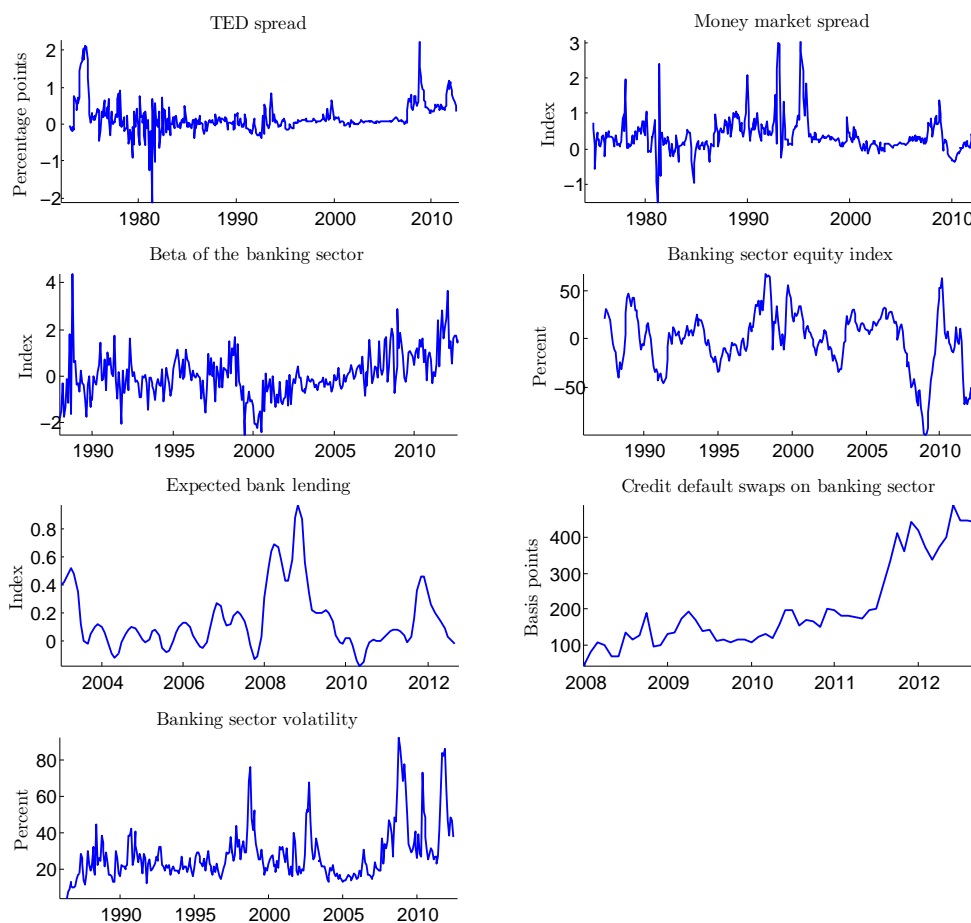 TED spread
Percentage points
2
1
0
−1
−2
1980 1990 2000 2010
Money market spread
Index
3
2
1
0
−1
1980 1990 2000 2010
Beta of the banking sector
Index
4
2
0
−2
1990 1995 2000 2005 2010
Banking sector equity index
Percent
50
0
−50
1990 1995 2000 2005 2010
Expected bank lending
Index
0.8
0.6
0.4
0.2
0
2004 2006 2008 2010 2012
Credit default swaps on banking sector
Basis points
400
300
200
100
2008 2009 2010 2011 2012
Banking sector volatility
Percent
80
60
40
20
1990 1995 2000 2005 2010